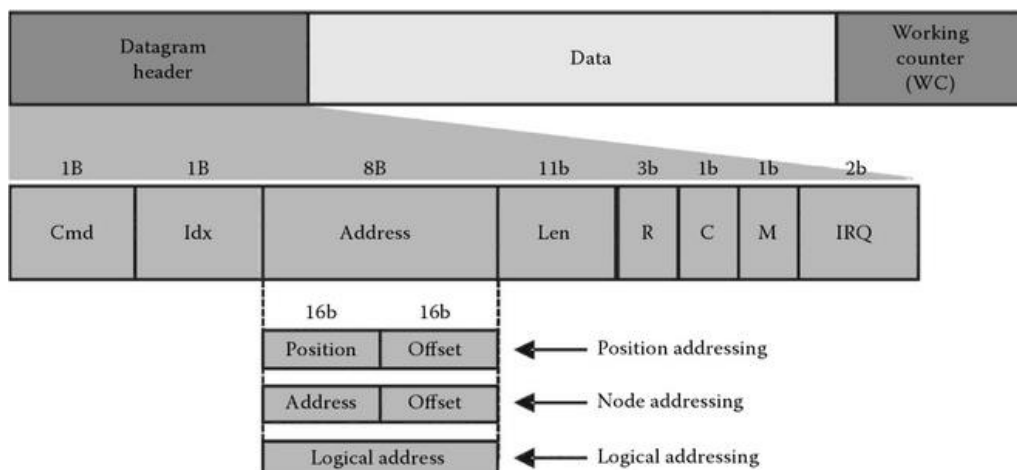 Datagram
header
Data
Working
counter
(WC)
1B 1B 8B 11b 3b 1b 1b 2b
Cmd Idx Address Len R C M IRQ
16b 16b
Position Offset Position addressing
Address Offset Node addressing
Logical address Logical addressing